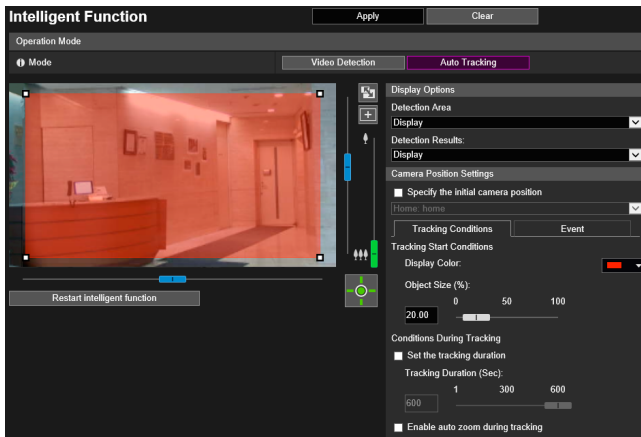 Intelligent Function
Apply
Clear
Operation Mode
Mode
Video Detection
Auto Tracking
Display Options
Detection Area
Display
Detection Results:
Display
Camera Position Settings
Specify the initial camera position
Home: home
Tracking Conditions
Event
Tracking Start Conditions
Display Color:
Object Size (%):
0 50 100
20.00
Conditions During Tracking
Set the tracking duration
Tracking Duration (Sec):
1 300 600
600
Enable auto zoom during tracking
Restart intelligent function